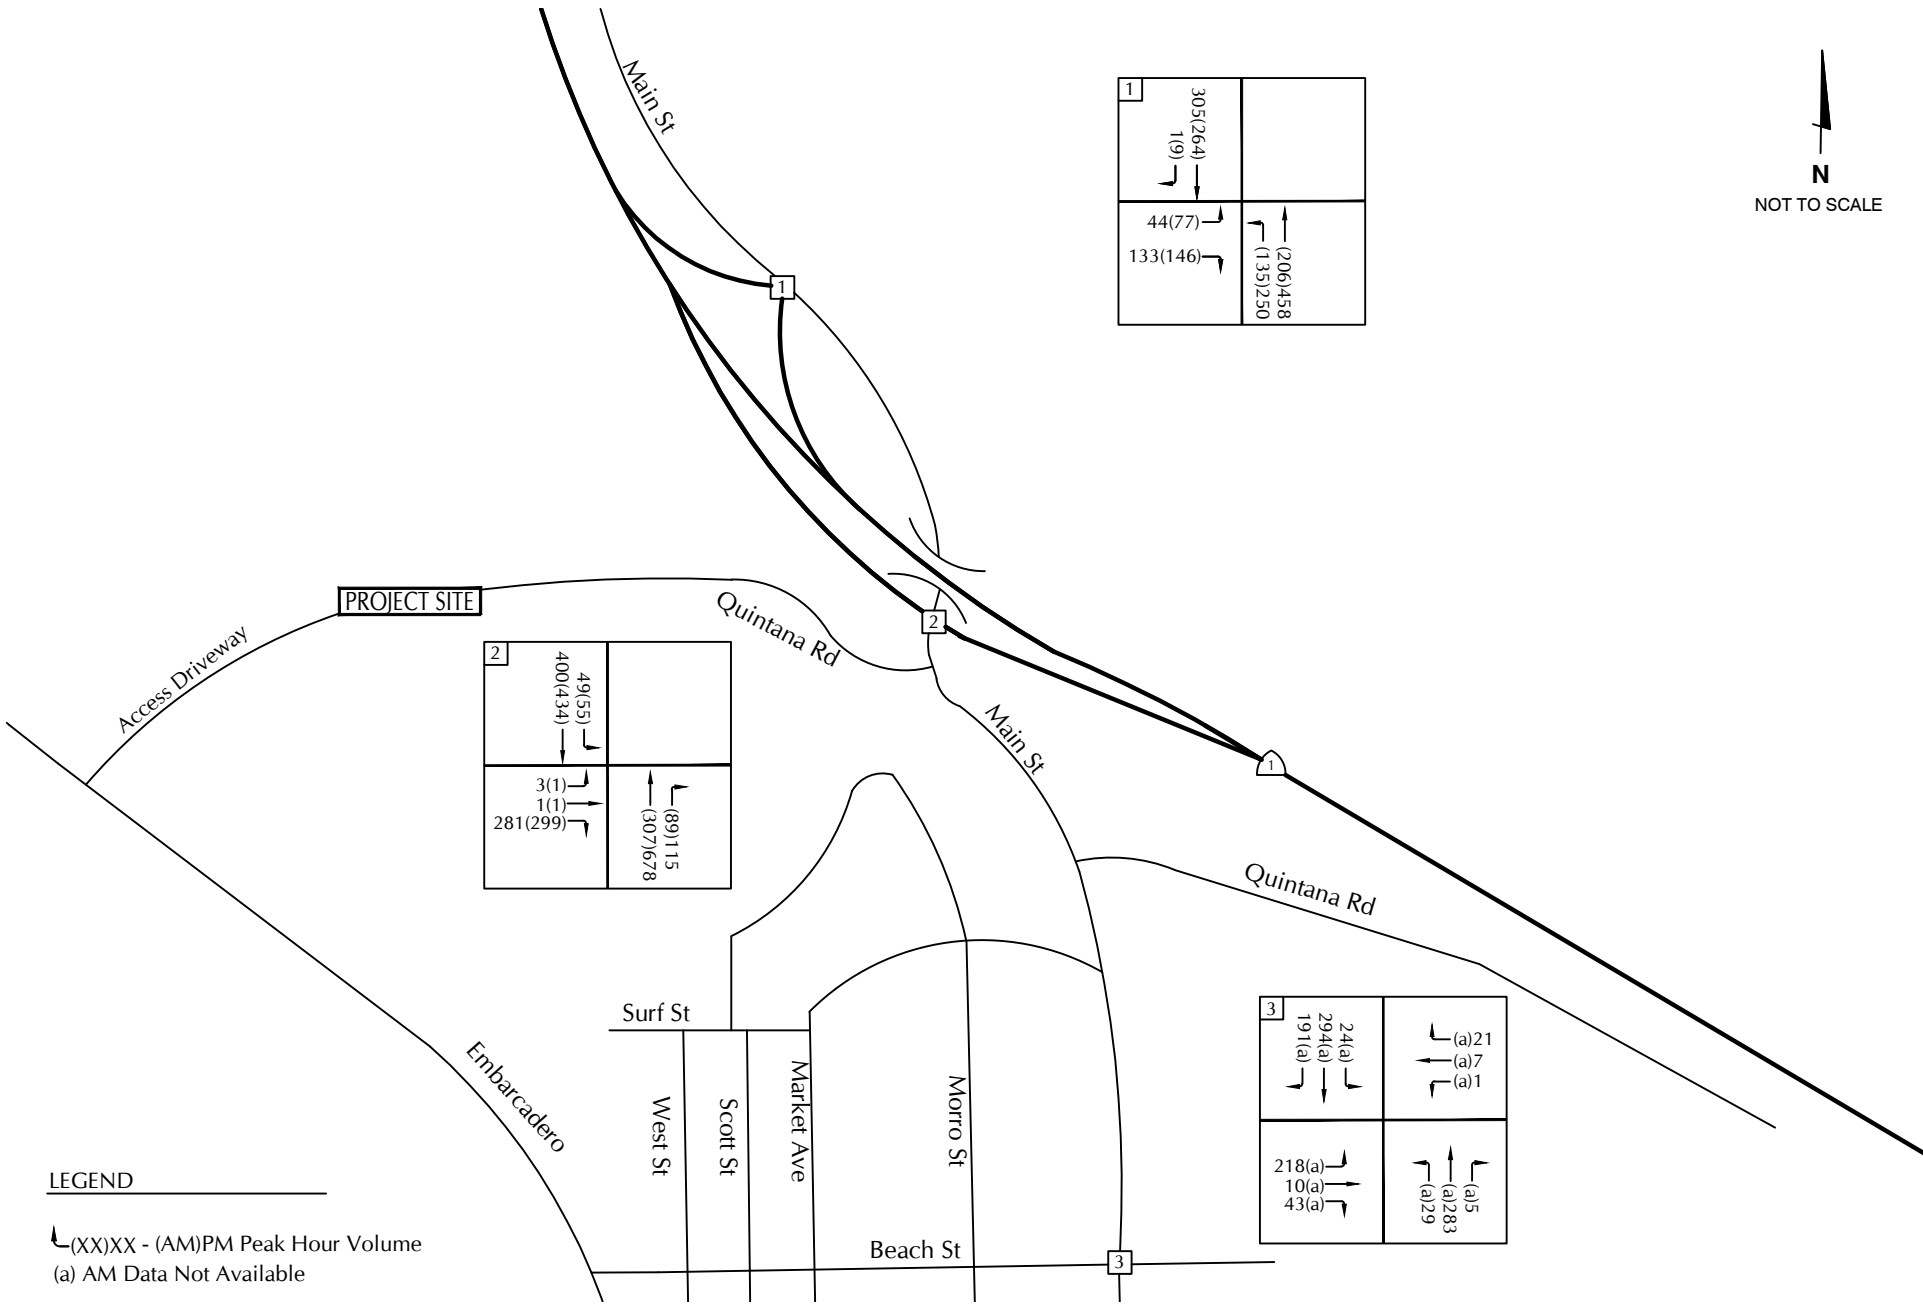 Main St
1
305(264)
1(9)
44(77)
133(146)
(206)458
(135)250
N
NOT TO SCALE
1
PROJECT SITE
Quintana Rd
2
Access Driveway
2
49(55)
400(434)
3(1)
1(1)
281(299)
(89)115
(307)678
Main St
1
Quintana Rd
Surf St
Embarcadero
West St
Scott St
Market Ave
Morro St
3
24(a)
294(a)
191(a)
(a)21
(a)7
(a)1
218(a)
10(a)
43(a)
(a)5
(a)283
(a)29
Beach St
3
LEGEND
(XX)XX - (AM)PM Peak Hour Volume
(a) AM Data Not Available